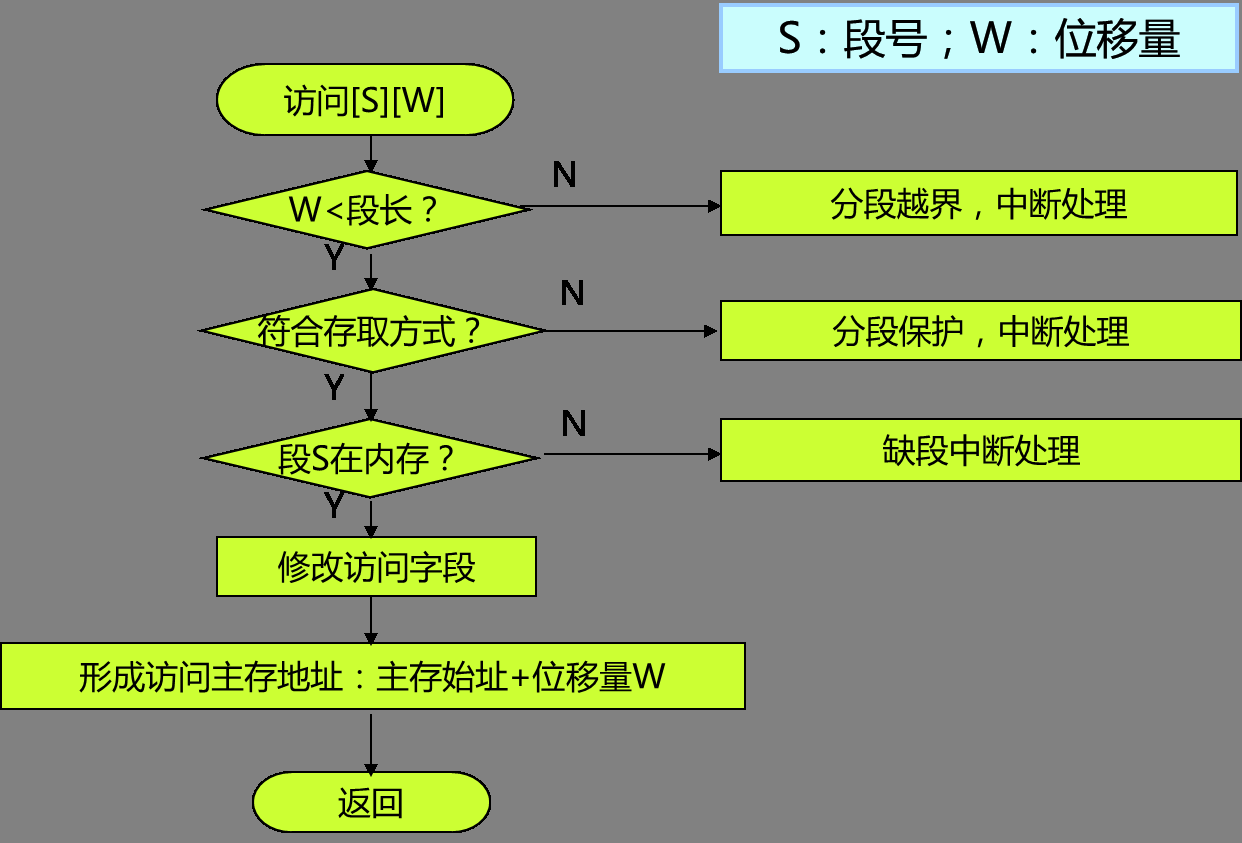 S：段号；W：位移量
访问[S][W]
W<段长？
N
分段越界，中断处理
Y
符合存取方式？
N
分段保护，中断处理
Y
段S在内存？
N
缺段中断处理
Y
修改访问字段
形成访问主存地址：主存始址+位移量W
返回